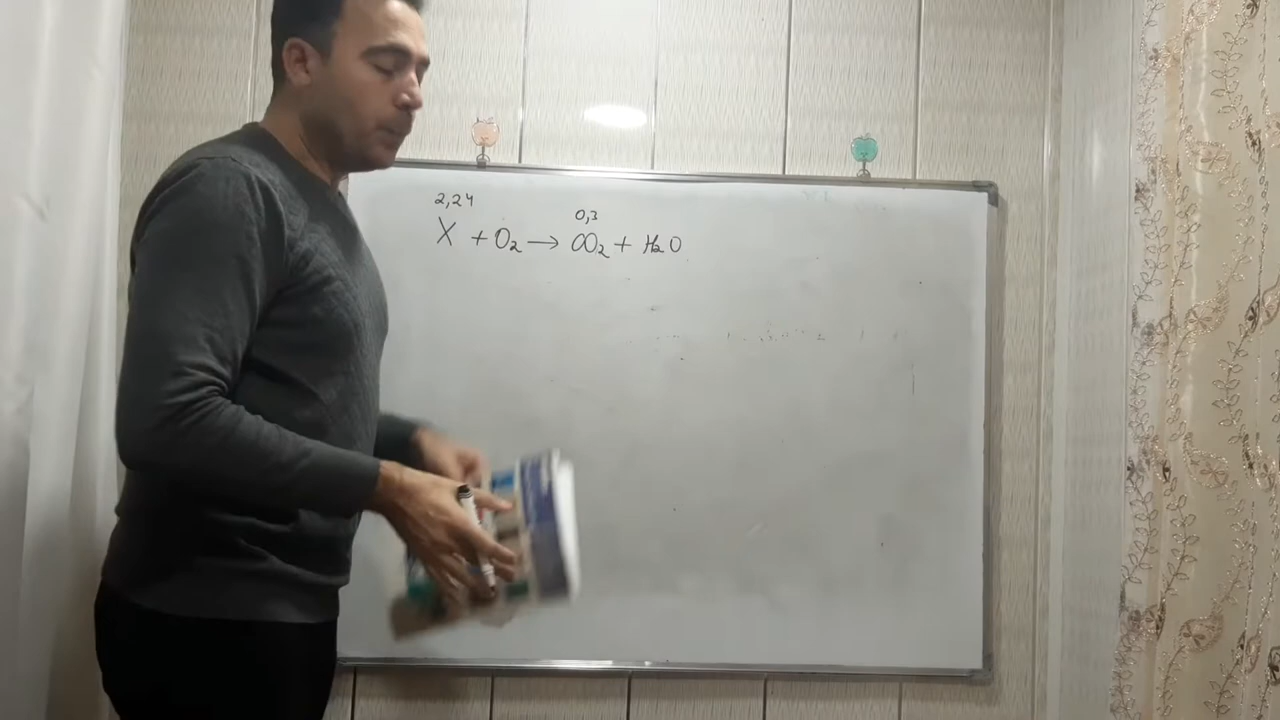 2,24 0,3
X + O₂ → CO₂ + H₂O